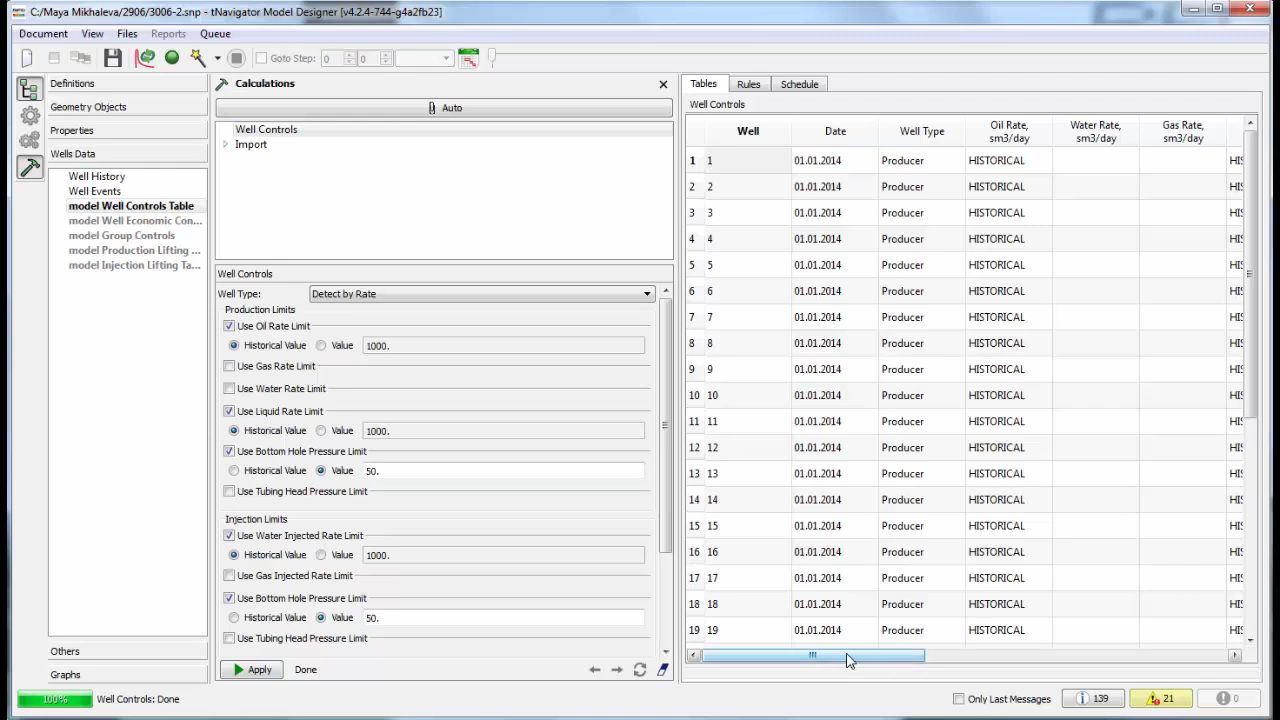 C:/Maya Mikhaleva/2906/3006-2.snp - tNavigator Model Designer [v4.2.4-744-g4a2fb23]
Document View Files Reports Queue
Goto Step: 0 0
Definitions
Geometry Objects
Properties
Wells Data
Well History
Well Events
model Well Controls Table
model Well Economic Con...
model Group Controls
model Production Lifting ...
model Injection Lifting Ta...
Others
Graphs
Calculations
Auto
Well Controls
Import
Well Controls
Well Type: Detect by Rate
Production Limits
Use Oil Rate Limit
Historical Value Value 1000.
Use Gas Rate Limit
Use Water Rate Limit
Use Liquid Rate Limit
Historical Value Value 1000.
Use Bottom Hole Pressure Limit
Historical Value Value 50.
Use Tubing Head Pressure Limit
Injection Limits
Use Water Injected Rate Limit
Historical Value Value 1000.
Use Gas Injected Rate Limit
Use Bottom Hole Pressure Limit
Historical Value Value 50.
Use Tubing Head Pressure Limit
Apply Done
Tables Rules Schedule
Well Controls
Well Date Well Type Oil Rate, sm3/day Water Rate, sm3/day Gas Rate, sm3/day
1 1 01.01.2014 Producer HISTORICAL HIS
2 2 01.01.2014 Producer HISTORICAL HIS
3 3 01.01.2014 Producer HISTORICAL HIS
4 4 01.01.2014 Producer HISTORICAL HIS
5 5 01.01.2014 Producer HISTORICAL HIS
6 6 01.01.2014 Producer HISTORICAL HIS
7 7 01.01.2014 Producer HISTORICAL HIS
8 8 01.01.2014 Producer HISTORICAL HIS
9 9 01.01.2014 Producer HISTORICAL HIS
10 10 01.01.2014 Producer HISTORICAL HIS
11 11 01.01.2014 Producer HISTORICAL HIS
12 12 01.01.2014 Producer HISTORICAL HIS
13 13 01.01.2014 Producer HISTORICAL HIS
14 14 01.01.2014 Producer HISTORICAL HIS
15 15 01.01.2014 Producer HISTORICAL HIS
16 16 01.01.2014 Producer HISTORICAL HIS
17 17 01.01.2014 Producer HISTORICAL HIS
18 18 01.01.2014 Producer HISTORICAL HIS
19 19 01.01.2014 Producer HISTORICAL HIS
100% Well Controls: Done Only Last Messages 139 21 0